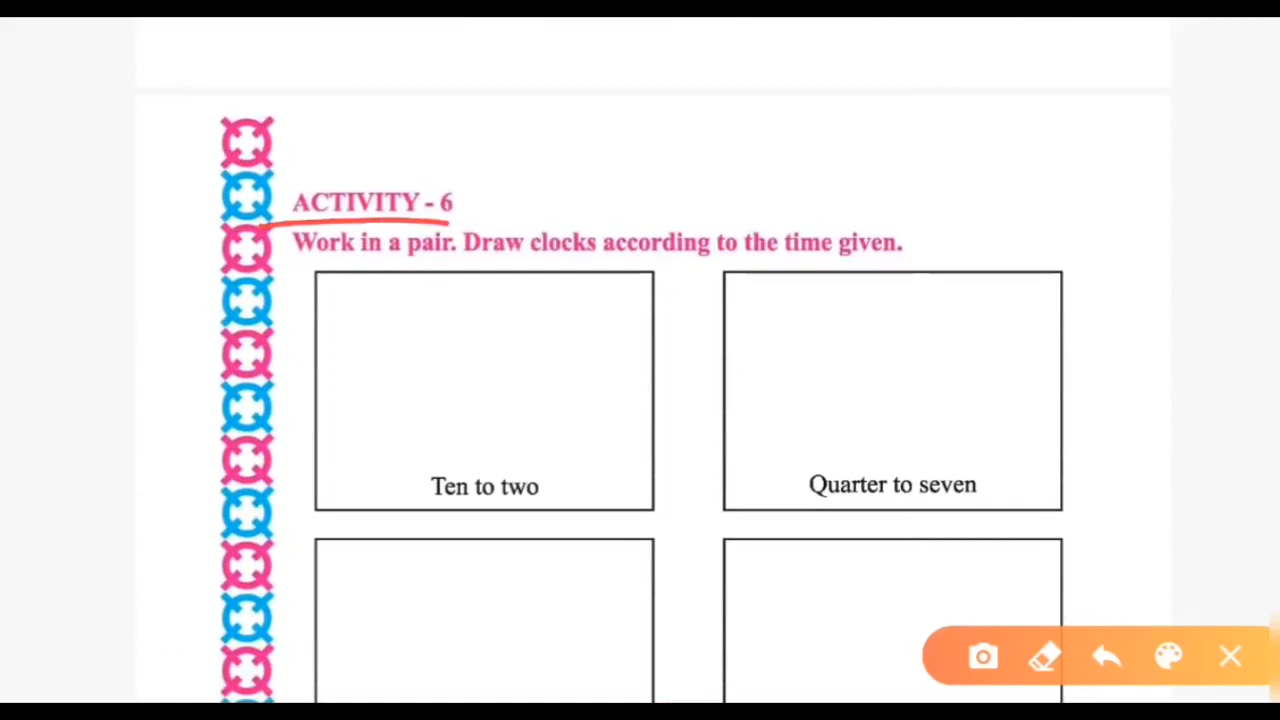 ACTIVITY - 6
Work in a pair. Draw clocks according to the time given.
Ten to two
Quarter to seven